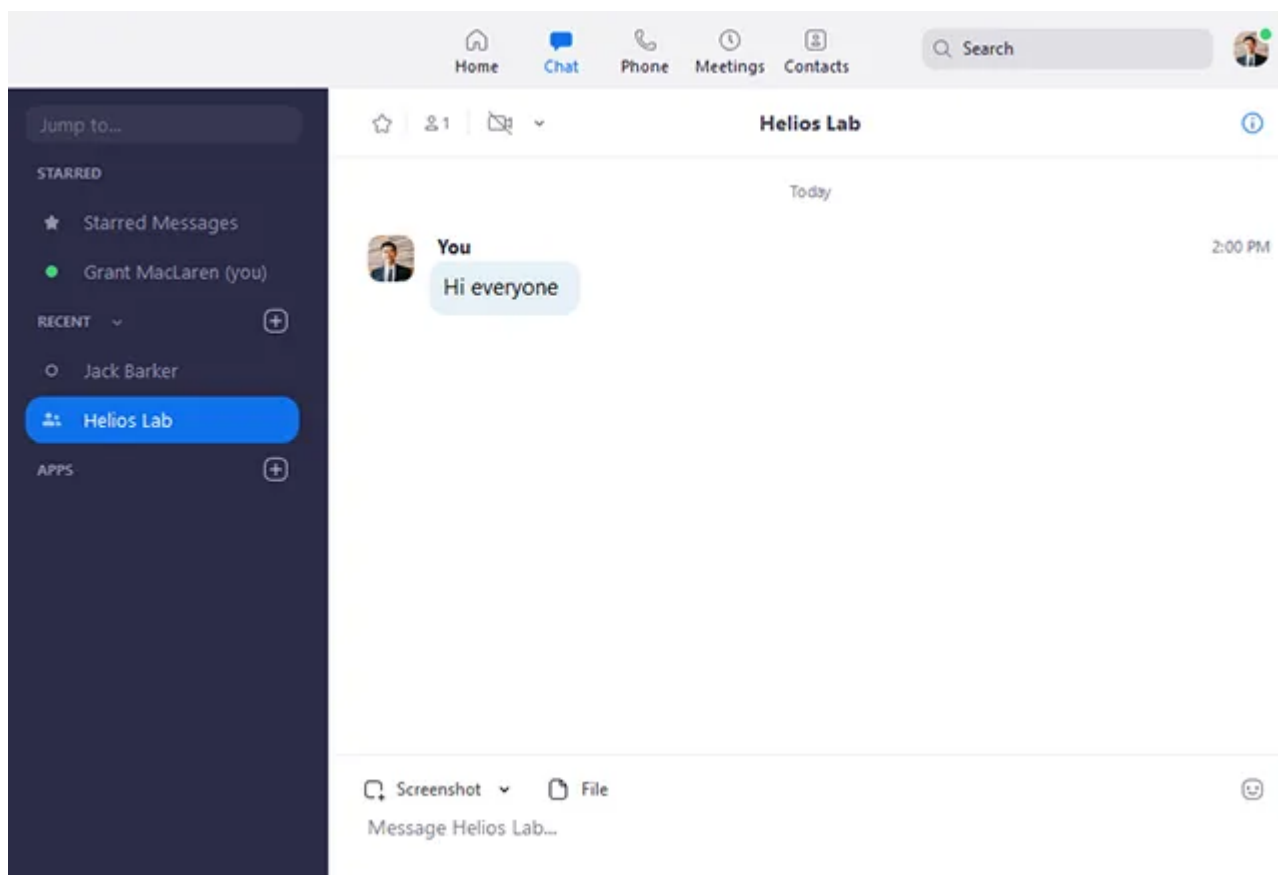 Home Chat Phone Meetings Contacts Search
Jump to...
STARRED
Starred Messages
Grant MacLaren (you)
RECENT
Jack Barker
Helios Lab
APPS
1 Helios Lab
Today
You 2:00 PM
Hi everyone
Screenshot File
Message Helios Lab...